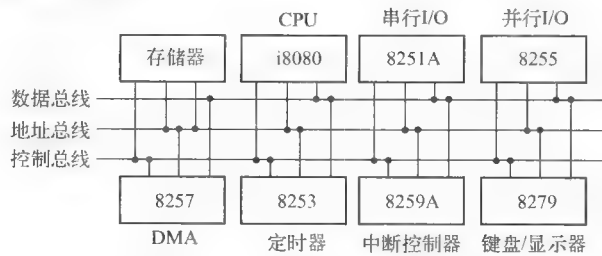 CPU
串行I/O
并行I/O
存储器
i8080
8251A
8255
数据总线
地址总线
控制总线
8257
8253
8259A
8279
DMA
定时器
中断控制器
键盘/显示器